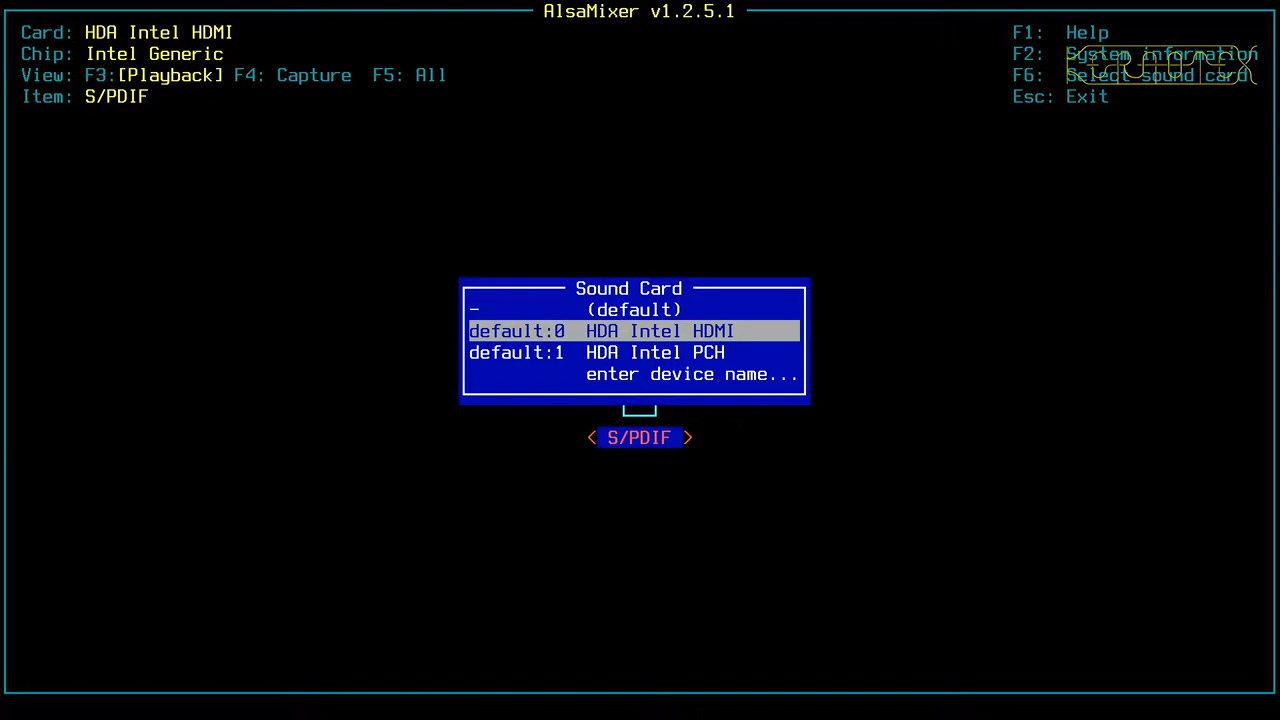 AlsaMixer v1.2.5.1
Card: HDA Intel HDMI
F1: Help
Chip: Intel Generic
F2: System information
View: F3:[Playback] F4: Capture F5: All
F6: Select sound card
Item: S/PDIF
Esc: Exit
Sound Card
- (default)
default:0 HDA Intel HDMI
default:1 HDA Intel PCH
enter device name...
< S/PDIF >